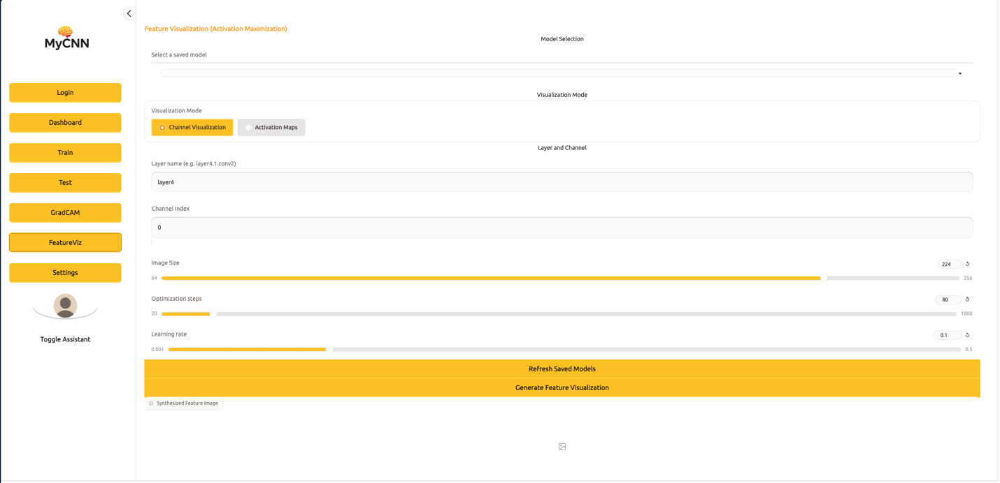 MyCNN
Login
Dashboard
Train
Test
GradCAM
FeatureViz
Settings
Toggle Assistant
Feature Visualization (Activation Maximization)
Model Selection
Select a saved model
Visualization Mode
Visualization Mode
Channel Visualization Activation Maps
Layer and Channel
Layer name (e.g. layer4.1.conv2)
layer4
Channel Index
0
Image Size 224
64 256
Optimization steps 80
20 1000
Learning rate 0.1
0.001 0.5
Refresh Saved Models
Generate Feature Visualization
Synthesized Feature Image